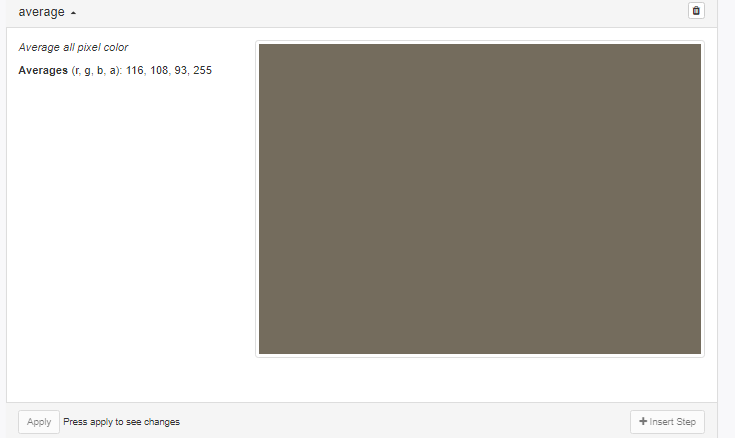 average
Average all pixel color
Averages (r, g, b, a): 116, 108, 93, 255
Apply Press apply to see changes
Insert Step